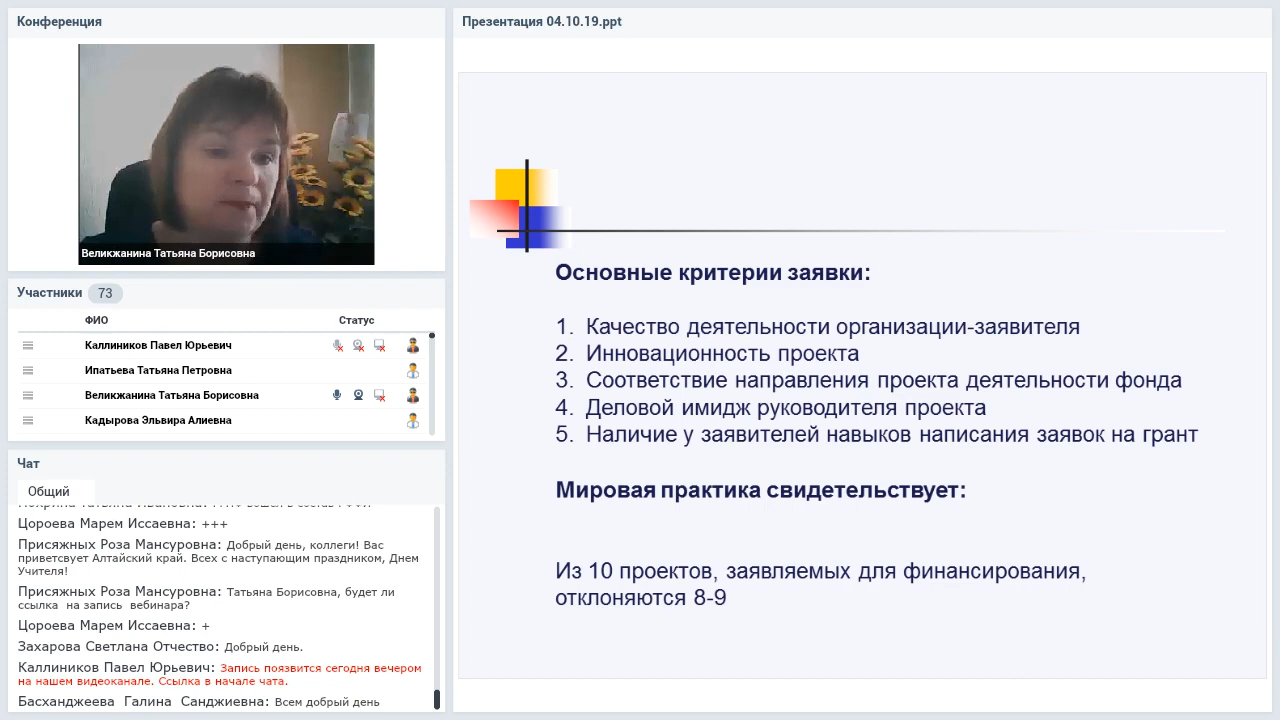 Конференция
Великжанина Татьяна Борисовна
Участники 73
ФИО Статус
Каллиников Павел Юрьевич
Ипатьева Татьяна Петровна
Великжанина Татьяна Борисовна
Кадырова Эльвира Алиевна
Чат
Общий
Цороева Марем Иссаевна: +++
Присяжных Роза Мансуровна: Добрый день, коллеги! Вас
приветсвует Алтайский край. Всех с наступающим праздником, Днем
Учителя!
Присяжных Роза Мансуровна: Татьяна Борисовна, будет ли
ссылка на запись вебинара?
Цороева Марем Иссаевна: +
Захарова Светлана Отчество: Добрый день.
Каллиников Павел Юрьевич: Запись поязвится сегодня вечером
на нашем видеоканале. Ссылка в начале чата.
Басханджеева Галина Санджиевна: Всем добрый день
Презентация 04.10.19.ppt
Основные критерии заявки:
1. Качество деятельности организации-заявителя
2. Инновационность проекта
3. Соответствие направления проекта деятельности фонда
4. Деловой имидж руководителя проекта
5. Наличие у заявителей навыков написания заявок на грант
Мировая практика свидетельствует:
Из 10 проектов, заявляемых для финансирования,
отклоняются 8-9